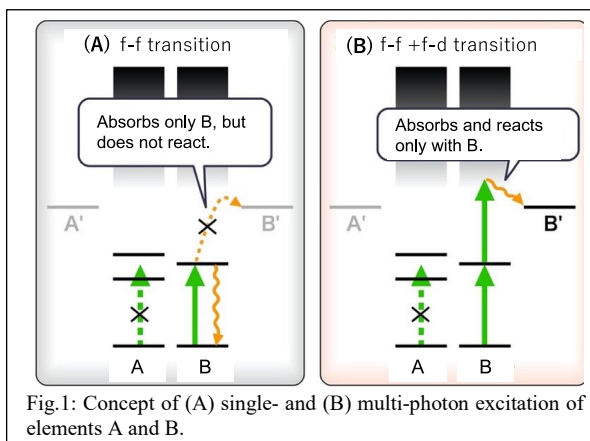 (A) f-f transition
Absorbs only B, but
does not react.
A'
B'
A
B
(B) f-f +f-d transition
Absorbs and reacts
only with B.
A'
B'
A
B
Fig.1: Concept of (A) single- and (B) multi-photon excitation of
elements A and B.